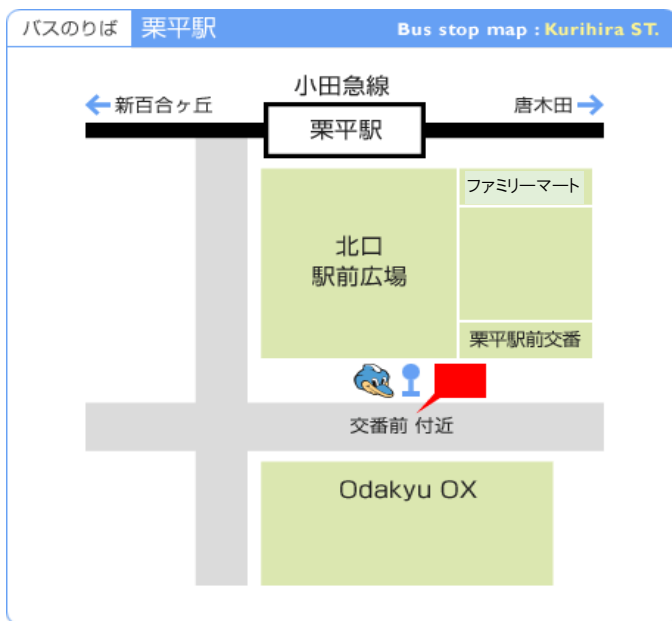 バスのりば 栗平駅 Bus stop map : Kurihira ST.
小田急線
新百合ヶ丘 唐木田
栗平駅
ファミリーマート
北口
駅前広場
栗平駅前交番
交番前 付近
Odakyu OX